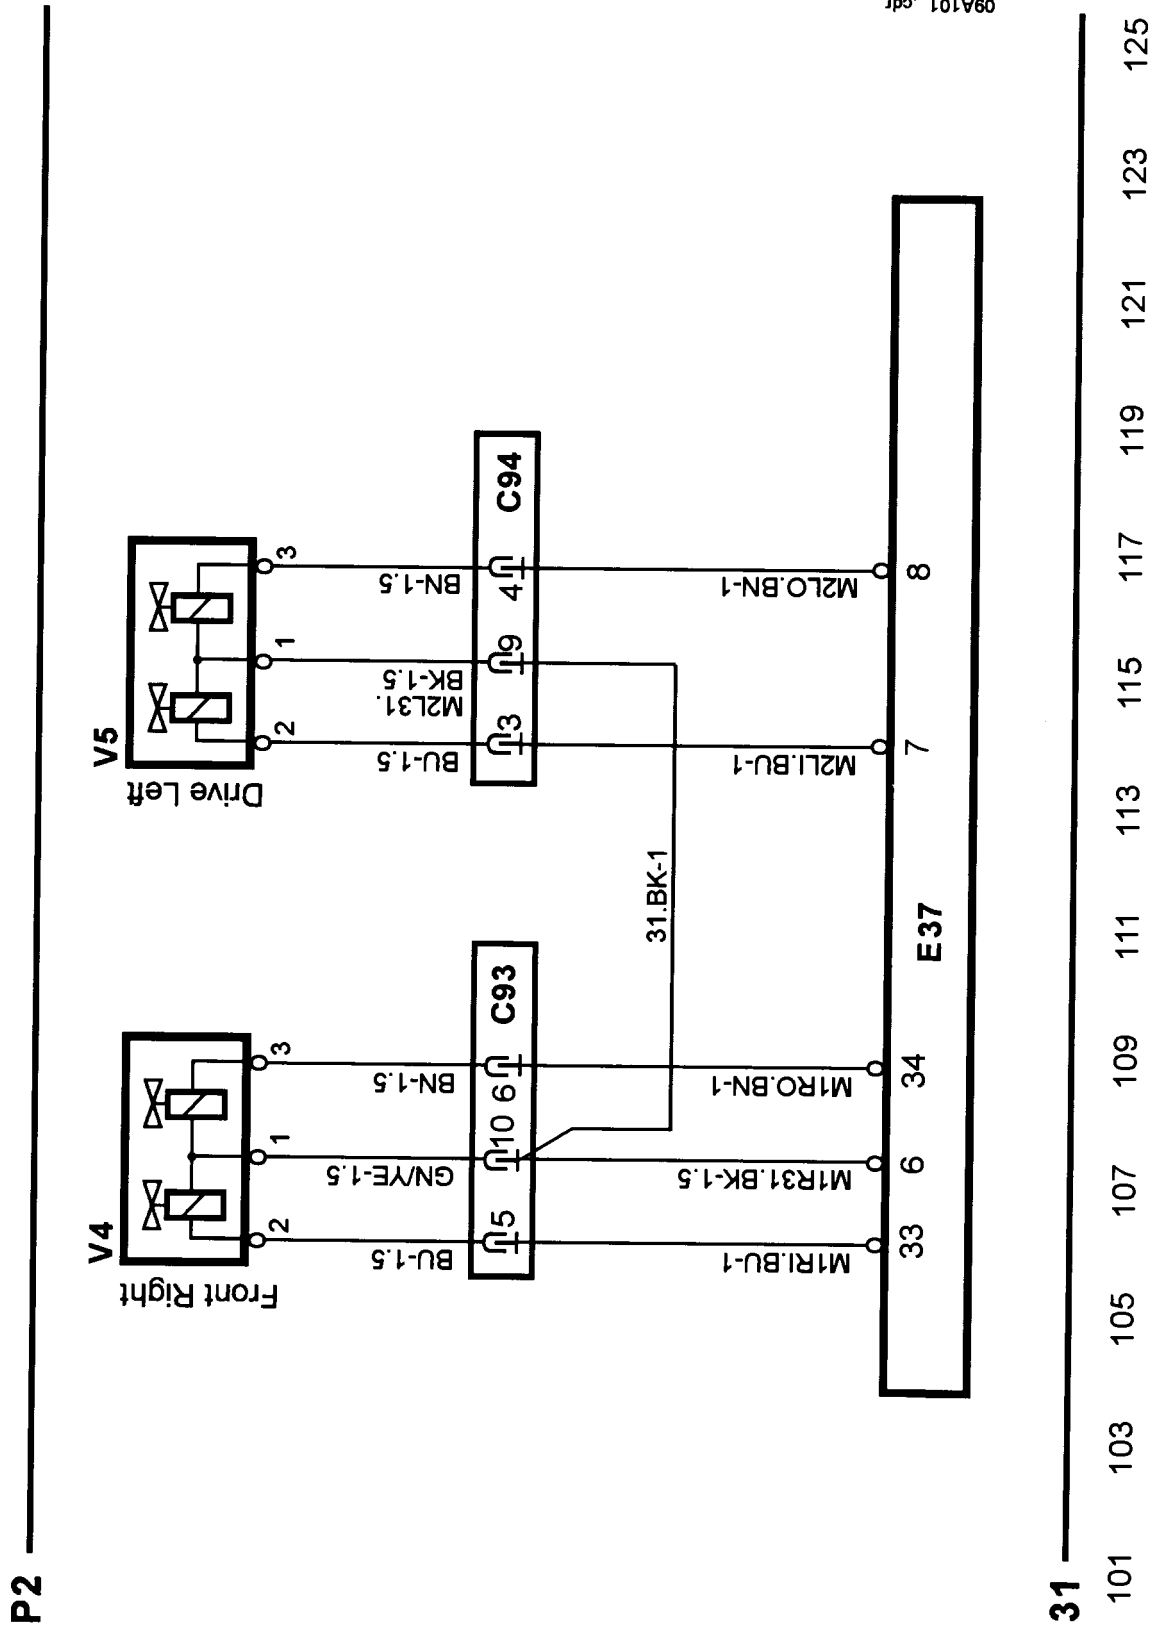 P2
V4
Front Right
2
1
3
BU-1.5
GN/YE-1.5
BN-1.5
5
10
6
C93
M1RI.BU-1
M1R31.BK-1.5
M1RO.BN-1
33
6
34
31.BK-1
V5
Drive Left
2
1
3
BU-1.5
M2L31.
BK-1.5
BN-1.5
3
9
4
C94
M2LI.BU-1
M2LO.BN-1
7
8
E37
31
101
103
105
107
109
111
113
115
117
119
121
123
125
09A101 .cdr